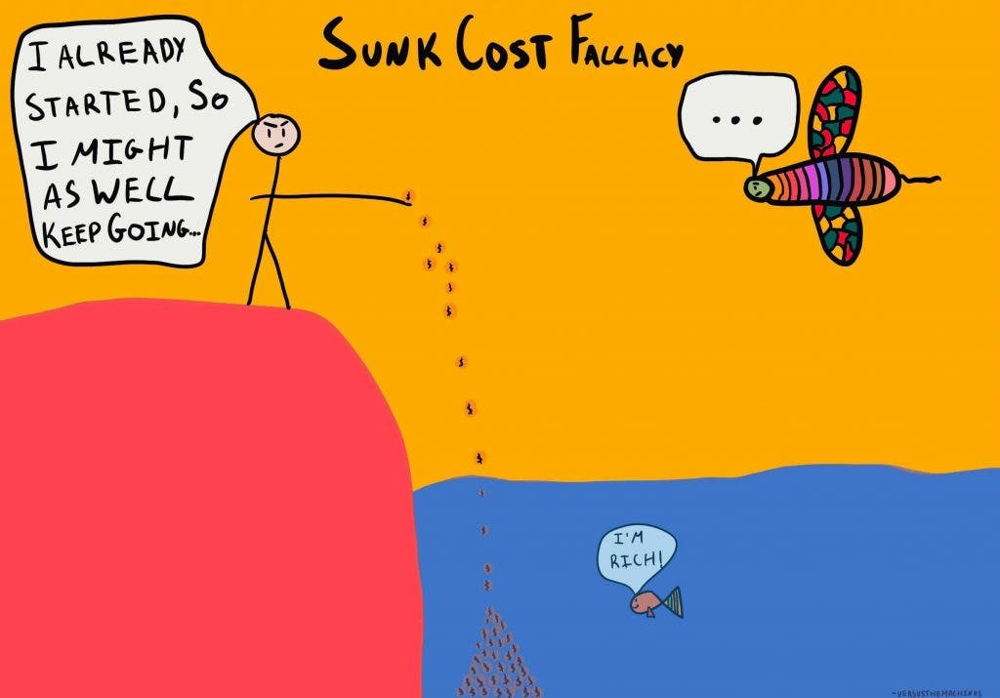 SUNK COST FALLACY
I ALREADY
STARTED, SO
I MIGHT
AS WELL
KEEP GOING...
...
I'M
RICH!
~VERSUSTHEMACHINES